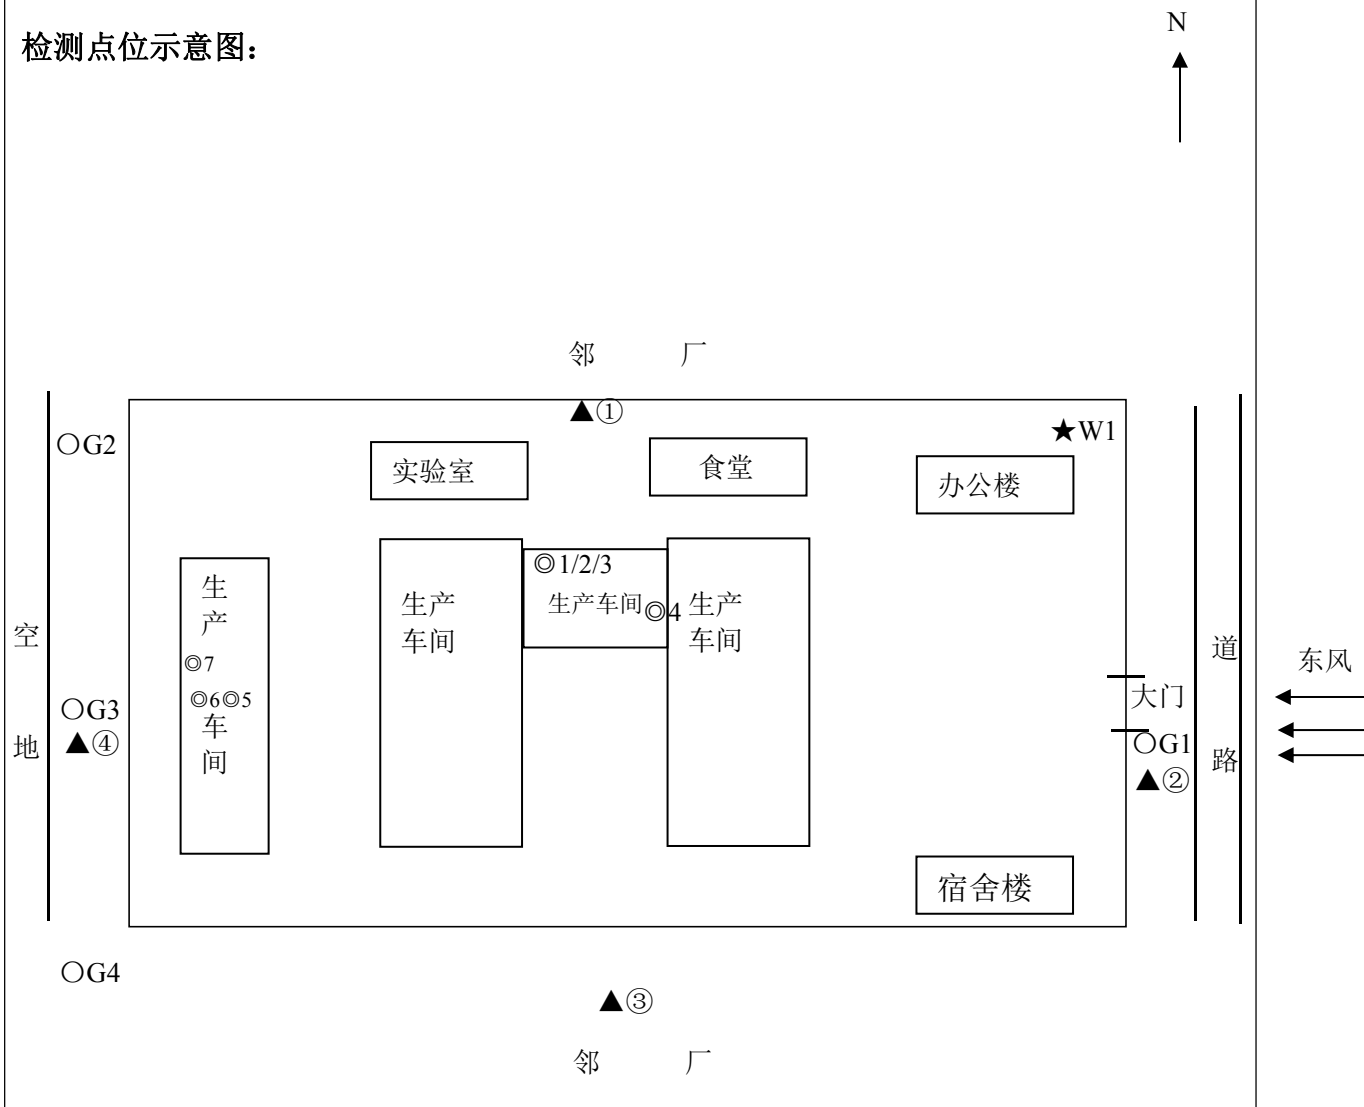 N
检测点位示意图：
邻 厂
▲①
★W1
○G2
实验室
食堂
办公楼
◎1/2/3
生产车间
◎4
生产
车间
生产
车间
生
产
◎7
◎6◎5
车
间
空
地
○G3
▲④
道
路
东风
大门
○G1
▲②
宿舍楼
○G4
▲③
邻 厂